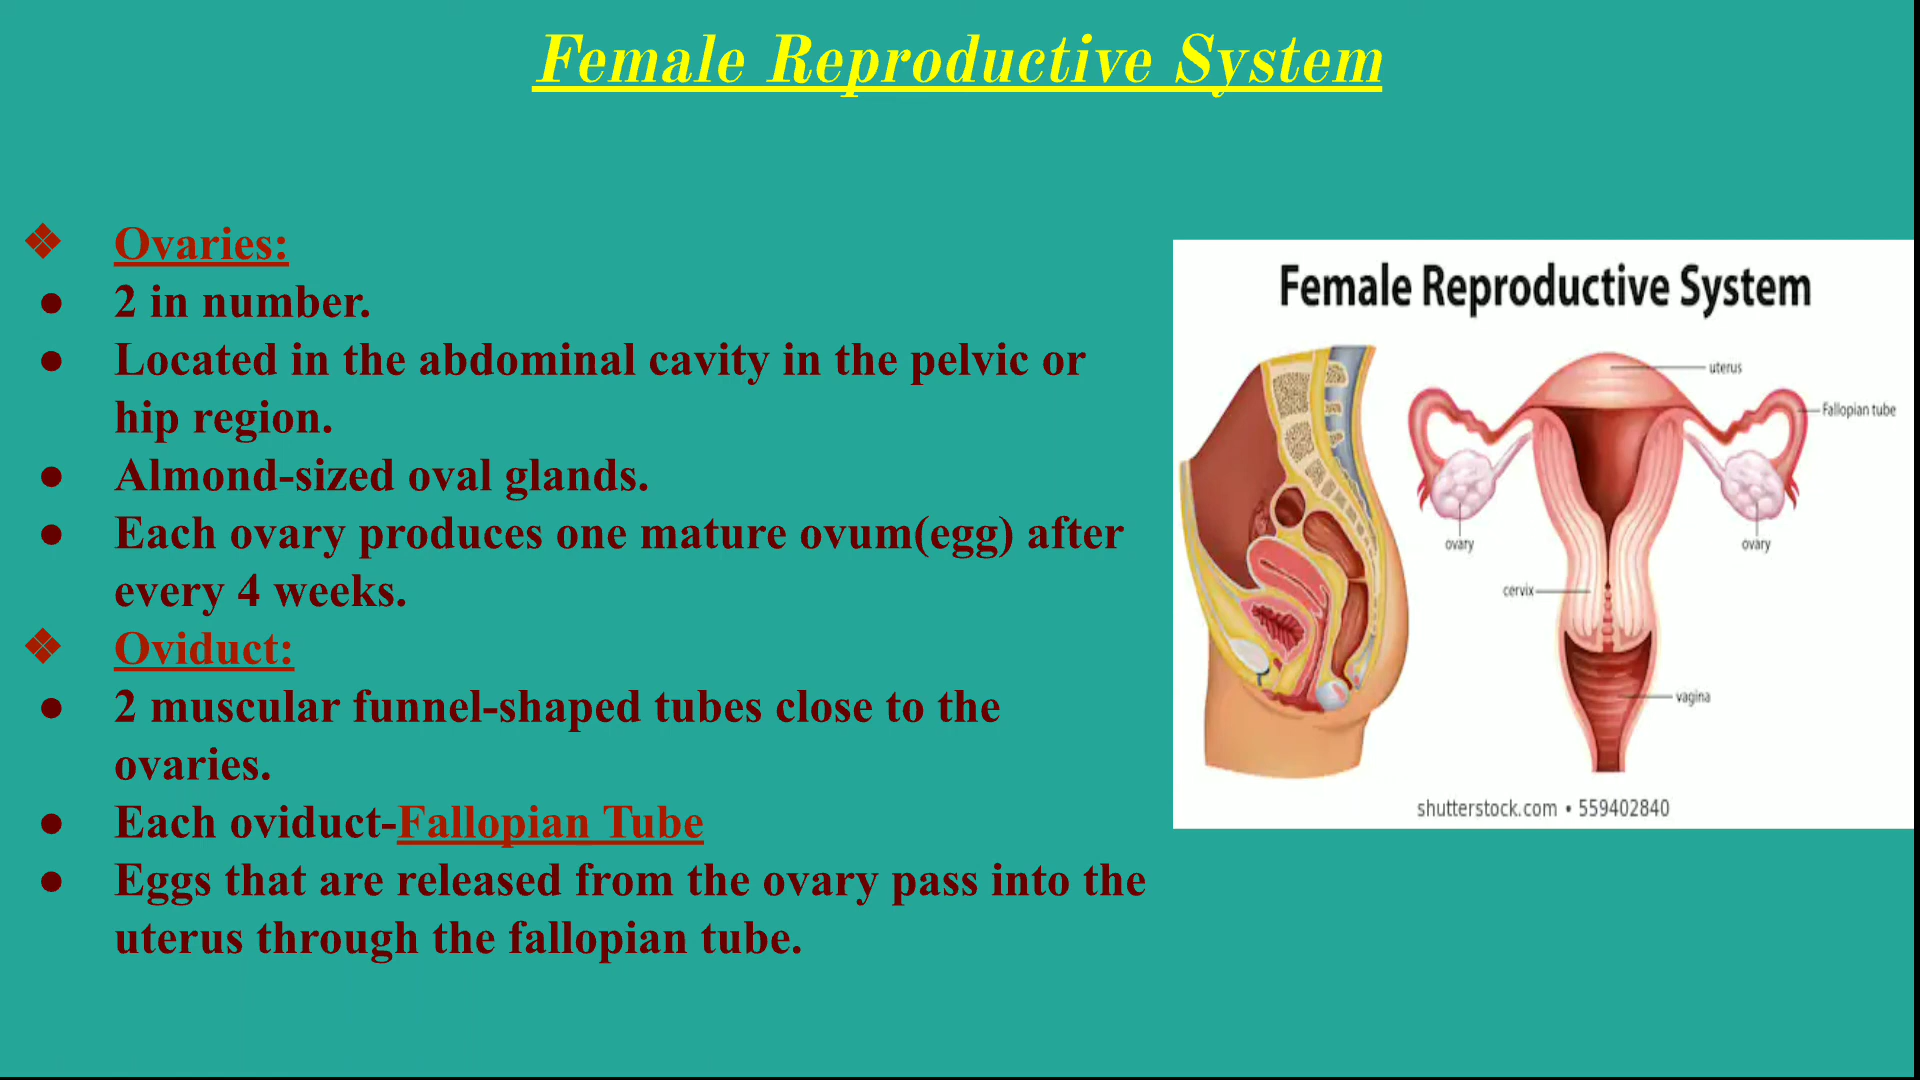 Female Reproductive System
❖ Ovaries:
● 2 in number.
● Located in the abdominal cavity in the pelvic or
hip region.
● Almond-sized oval glands.
● Each ovary produces one mature ovum(egg) after
every 4 weeks.
❖ Oviduct:
● 2 muscular funnel-shaped tubes close to the
ovaries.
● Each oviduct-Fallopian Tube
● Eggs that are released from the ovary pass into the
uterus through the fallopian tube.
Female Reproductive System
uterus
Fallopian tube
ovary
ovary
cervix
vagina
shutterstock.com • 559402840